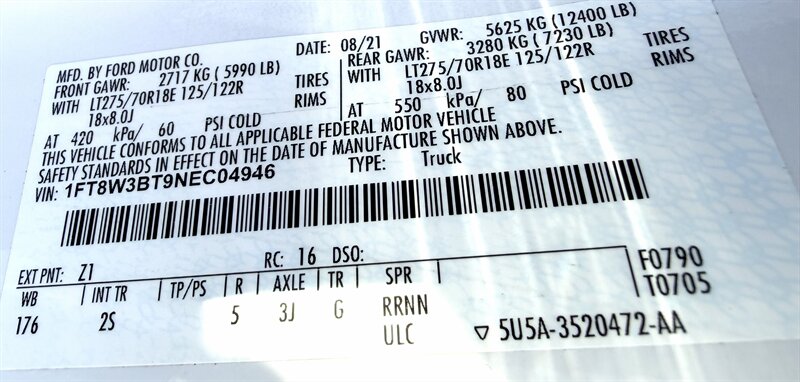 MFD. BY FORD MOTOR CO. DATE: 08/21 GVWR: 5625 KG (12400 LB)
FRONT GAWR: 2717 KG (5990 LB) REAR GAWR: 3280 KG (7230 LB)
WITH LT275/70R18E 125/122R TIRES WITH LT275/70R18E 125/122R TIRES
18x8.0J RIMS 18x8.0J RIMS
AT 420 kPa/ 60 PSI COLD AT 550 kPa/ 80 PSI COLD
THIS VEHICLE CONFORMS TO ALL APPLICABLE FEDERAL MOTOR VEHICLE
SAFETY STANDARDS IN EFFECT ON THE DATE OF MANUFACTURE SHOWN ABOVE.
VIN: 1FT8W3BT9NEC04946 TYPE: Truck
EXT PNT: Z1 RC: 16 DSO: F0790
WB INT TR TP/PS R AXLE TR SPR T0705
176 2S 5 3J G RRNN
ULC 5U5A-3520472-AA